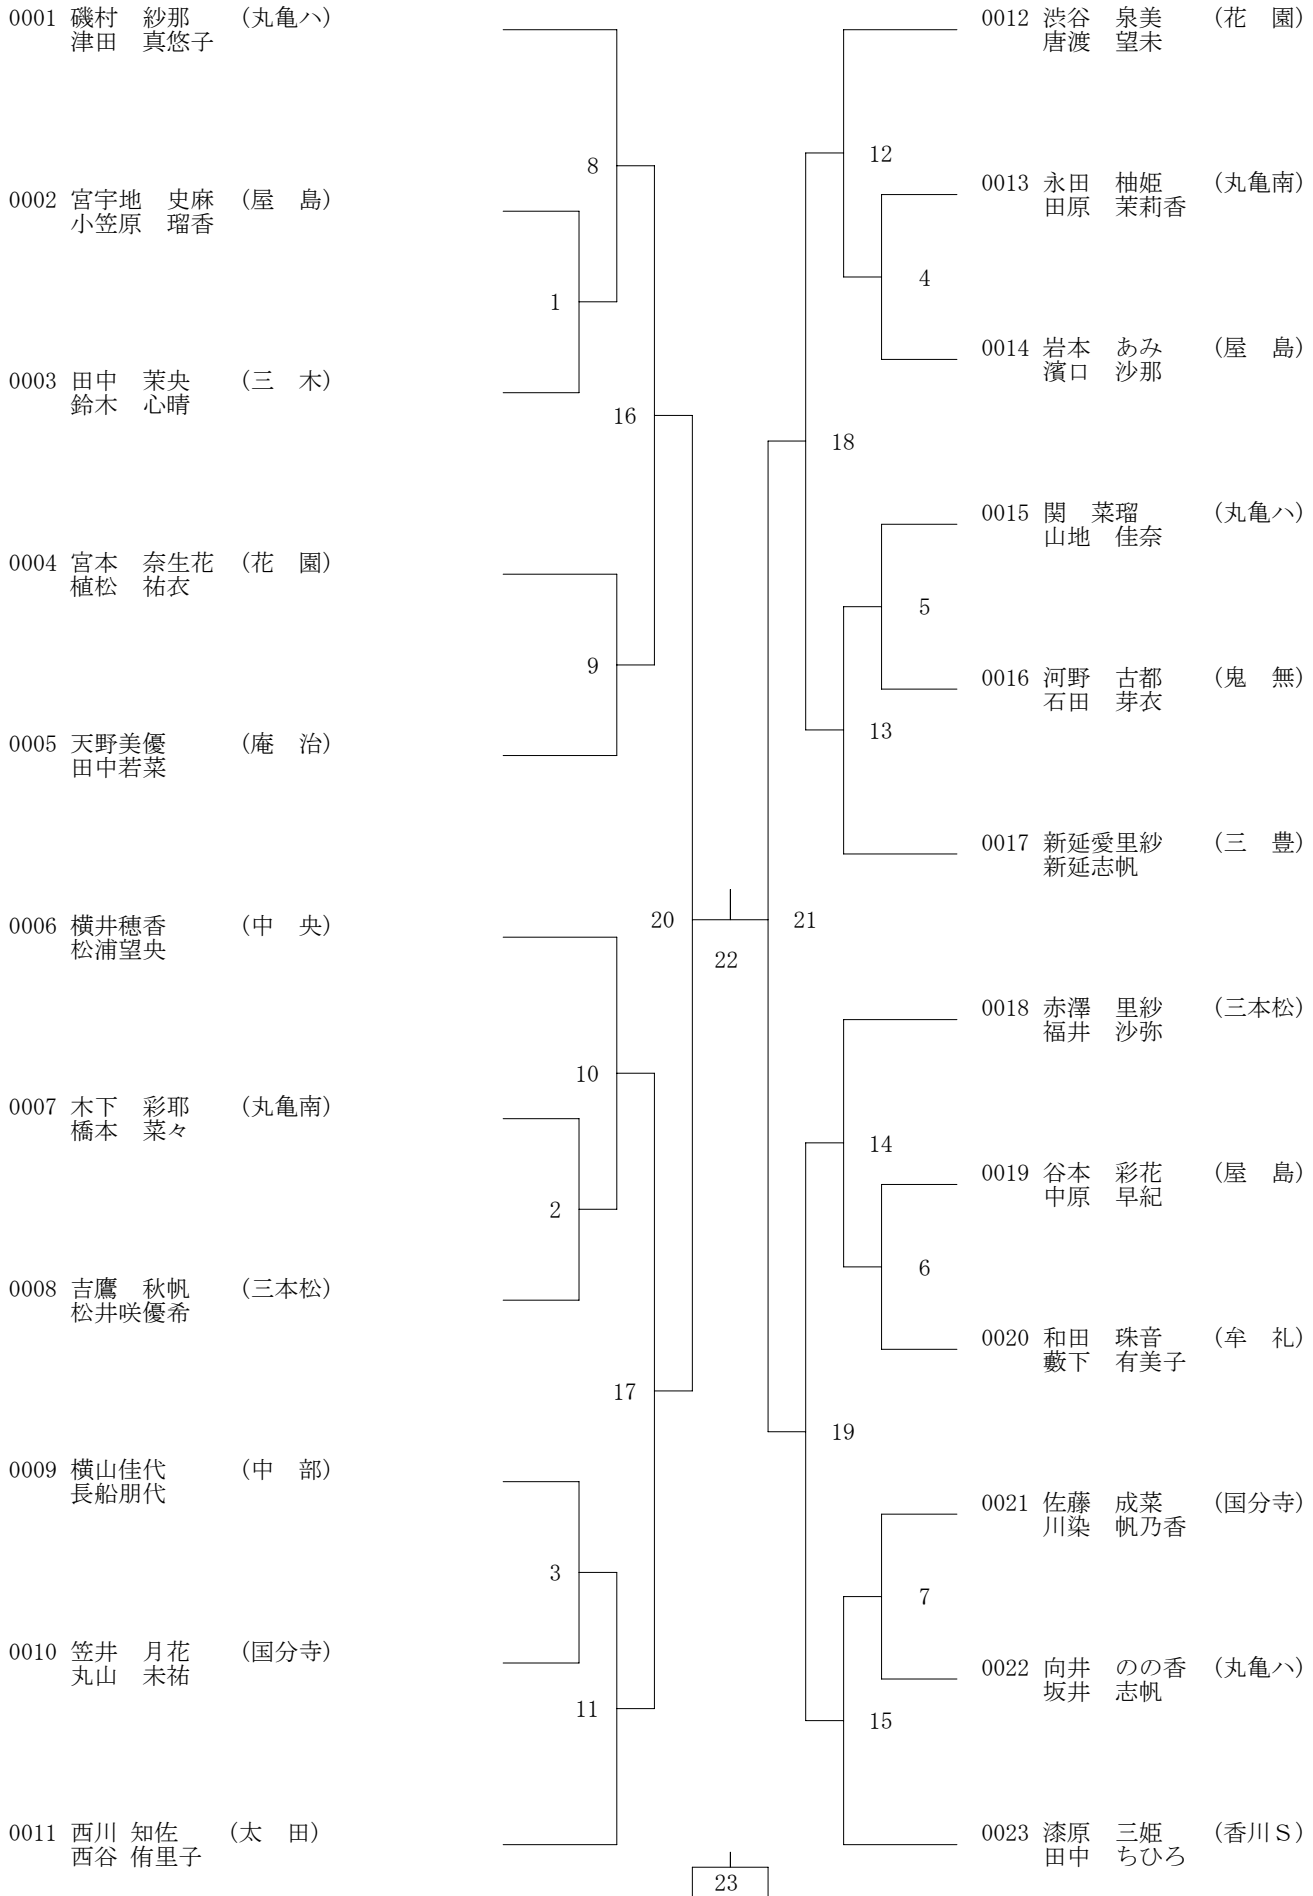 0001 磯村　紗那　（丸亀ハ）
津田　真悠子
8
0002 宮宇地　史麻　（屋　島）
小笠原　瑠香
1
0003 田中　茉央　（三　木）
鈴木　心晴
16
0004 宮本　奈生花　（花　園）
植松　祐衣
9
0005 天野美優　（庵　治）
田中若菜
20
0006 横井穂香　（中　央）
松浦望央
10
0007 木下　彩耶　（丸亀南）
橋本　菜々
2
0008 吉鷹　秋帆　（三本松）
松井咲優希
17
0009 横山佳代　（中　部）
長船朋代
3
0010 笠井　月花　（国分寺）
丸山　未祐
11
0011 西川 知佐　（太　田）
西谷 侑里子
22
23
0012 渋谷　泉美　（花　園）
唐渡　望未
12
0013 永田　柚姫　（丸亀南）
田原　茉莉香
4
0014 岩本　あみ　（屋　島）
濱口　沙那
18
0015 関　菜瑠　（丸亀ハ）
山地　佳奈
5
0016 河野　古都　（鬼　無）
石田　芽衣
13
0017 新延愛里紗　（三　豊）
新延志帆
21
0018 赤澤　里紗　（三本松）
福井　沙弥
14
0019 谷本　彩花　（屋　島）
中原　早紀
6
0020 和田　珠音　（牟　礼）
藪下　有美子
19
0021 佐藤　成菜　（国分寺）
川染　帆乃香
7
0022 向井　のの香　（丸亀ハ）
坂井　志帆
15
0023 漆原　三姫　（香川Ｓ）
田中　ちひろ